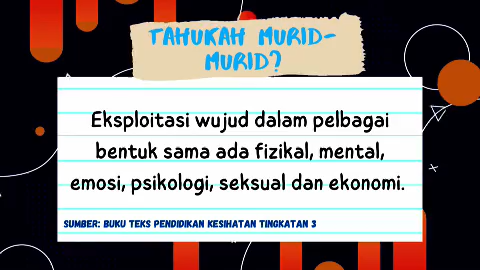 TAHUKAH MURID-
MURID?
Eksploitasi wujud dalam pelbagai
bentuk sama ada fizikal, mental,
emosi, psikologi, seksual dan ekonomi.
SUMBER: BUKU TEKS PENDIDIKAN KESIHATAN TINGKATAN 3